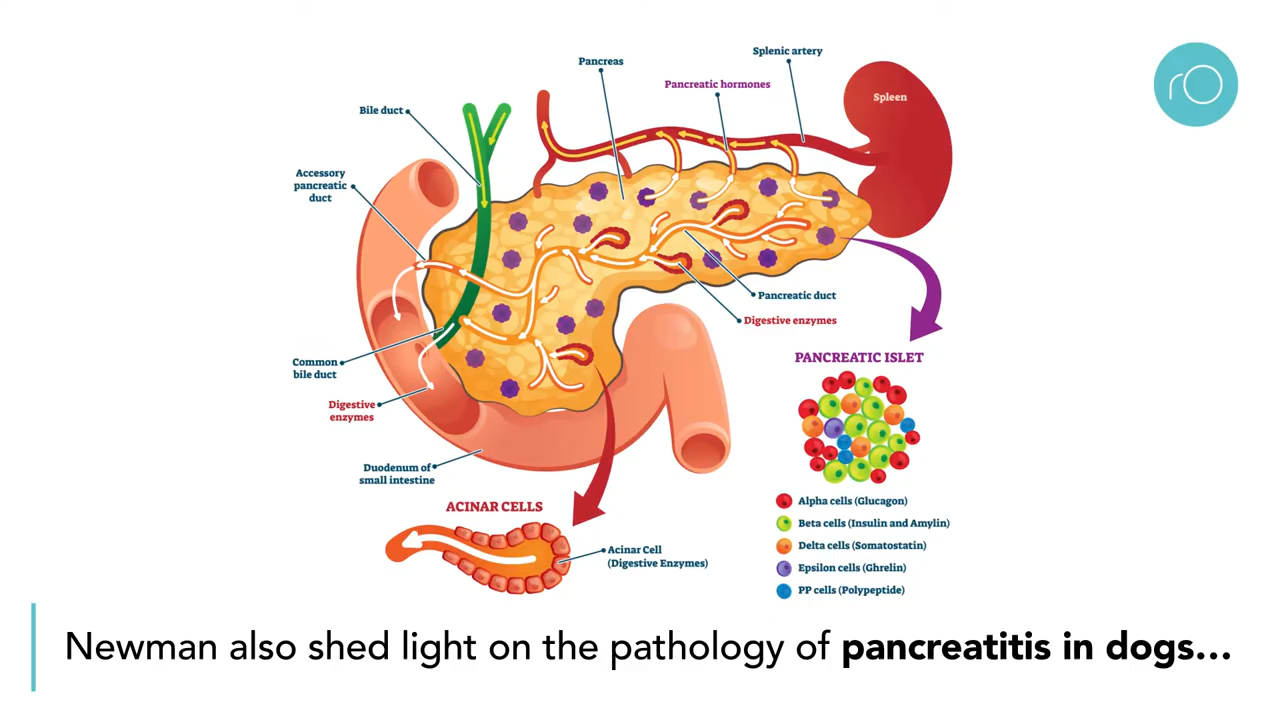 Splenic artery
Pancreas
Pancreatic hormones
Spleen
Bile duct
Accessory
pancreatic
duct
Pancreatic duct
Digestive enzymes
Common
bile duct
Digestive
enzymes
Duodenum of
small intestine
PANCREATIC ISLET
Alpha cells (Glucagon)
Beta cells (Insulin and Amylin)
Delta cells (Somatostatin)
Epsilon cells (Ghrelin)
PP cells (Polypeptide)
ACINAR CELLS
Acinar Cell
(Digestive Enzymes)
Newman also shed light on the pathology of pancreatitis in dogs...
rO